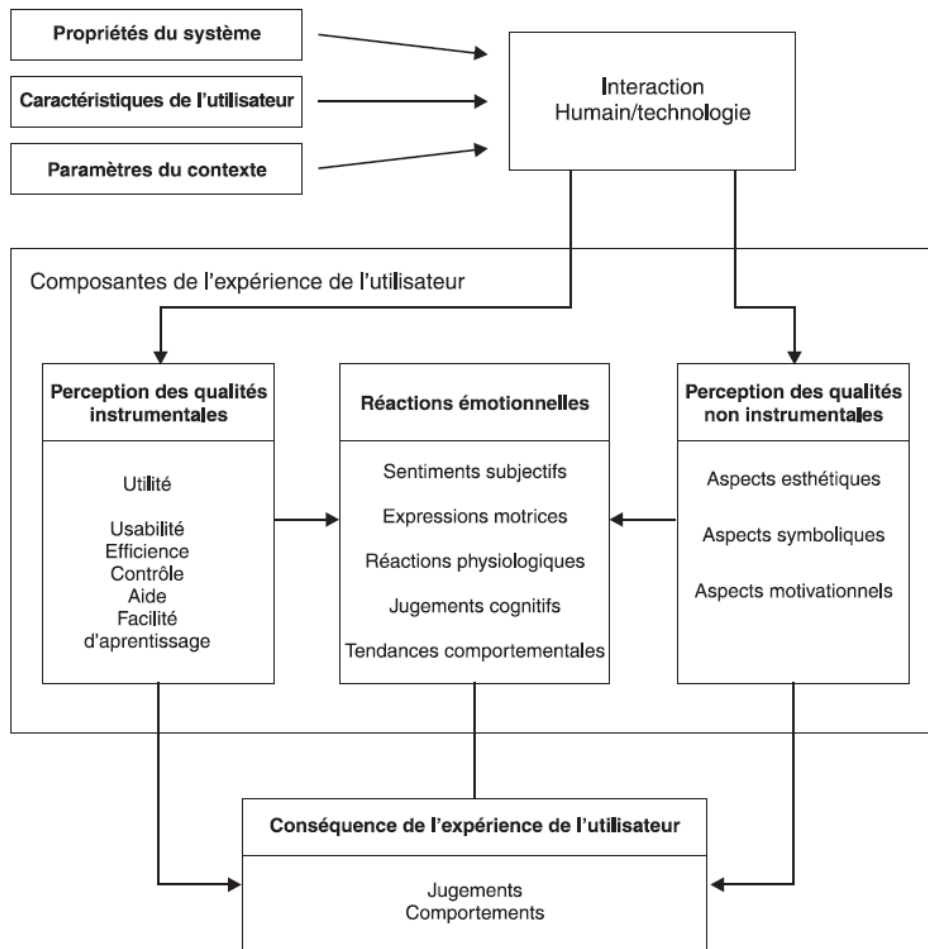 Propriétés du système
Caractéristiques de l'utilisateur
Paramètres du contexte
Interaction
Humain/technologie
Composantes de l'expérience de l'utilisateur
Perception des qualités
instrumentales
Utilité
Usabilité
Efficience
Contrôle
Aide
Facilité
d'aprentissage
Réactions émotionnelles
Sentiments subjectifs
Expressions motrices
Réactions physiologiques
Jugements cognitifs
Tendances comportementales
Perception des qualités
non instrumentales
Aspects esthétiques
Aspects symboliques
Aspects motivationnels
Conséquence de l'expérience de l'utilisateur
Jugements
Comportements